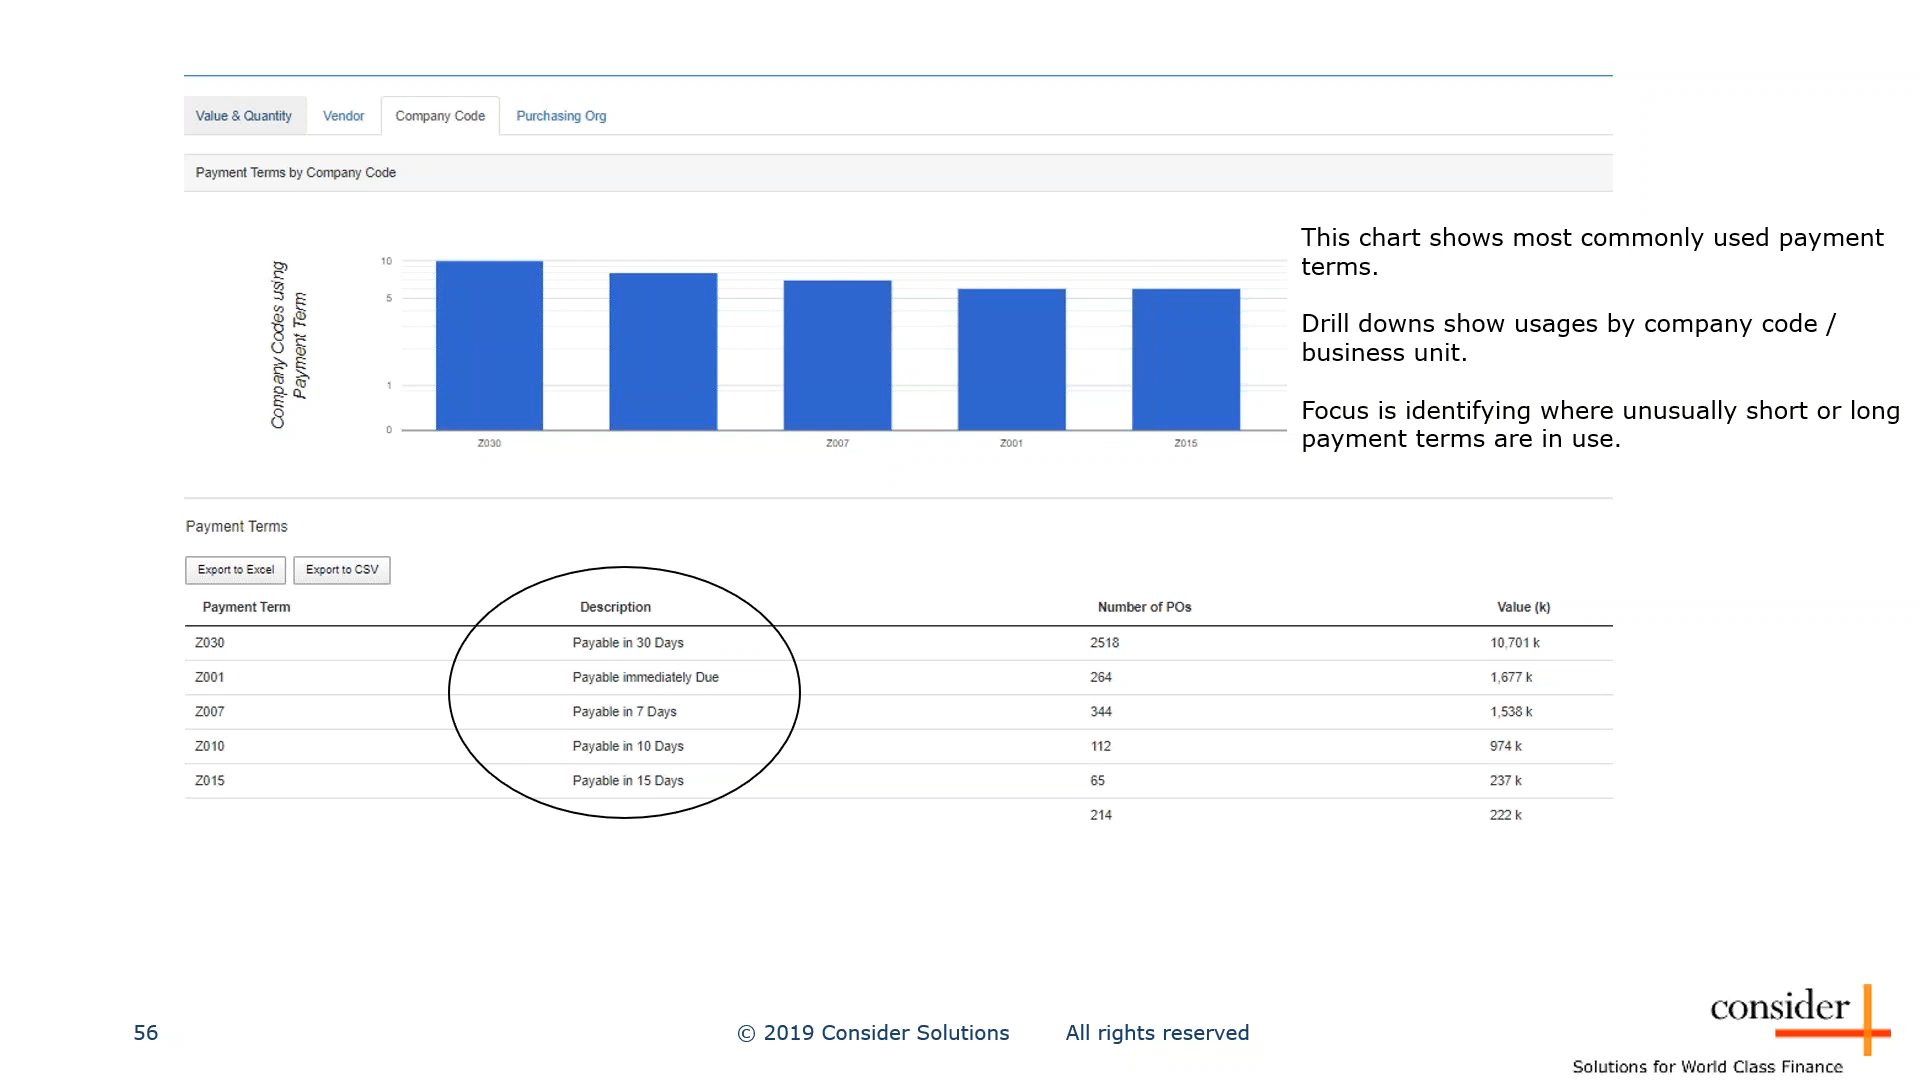 Value & Quantity Vendor Company Code Purchasing Org
Payment Terms by Company Code
Company Codes using
Payment Term
10
5
1
0
Z030 Z007 Z001 Z015
This chart shows most commonly used payment
terms.
Drill downs show usages by company code /
business unit.
Focus is identifying where unusually short or long
payment terms are in use.
Payment Terms
Export to Excel Export to CSV
Payment Term Description Number of POs Value (k)
Z030 Payable in 30 Days 2518 10,701 k
Z001 Payable immediately Due 264 1,677 k
Z007 Payable in 7 Days 344 1,538 k
Z010 Payable in 10 Days 112 974 k
Z015 Payable in 15 Days 65 237 k
214 222 k
56 © 2019 Consider Solutions All rights reserved
consider
Solutions for World Class Finance